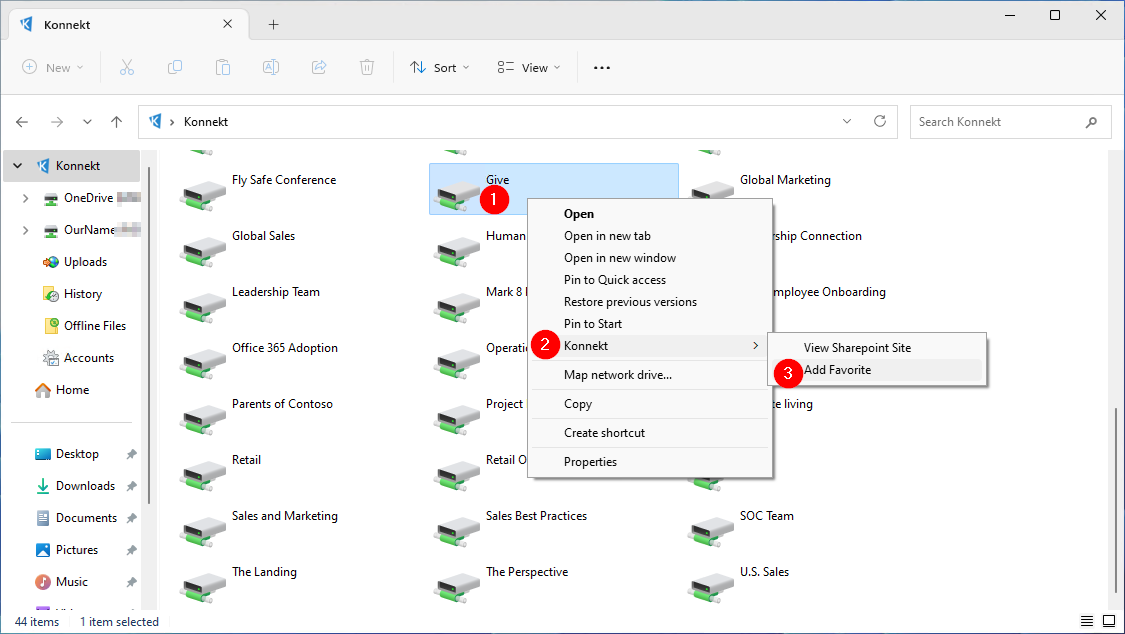 Konnekt
New
Sort
View
Konnekt
Search Konnekt
Konnekt
OneDrive
OurName
Uploads
History
Offline Files
Accounts
Home
Desktop
Downloads
Documents
Pictures
Music
Fly Safe Conference
Give
Global Marketing
Global Sales
Human
rship Connection
Leadership Team
Mark 8
mployee Onboarding
Office 365 Adoption
Operatio
Parents of Contoso
Project
te living
Retail
Retail O
Sales and Marketing
Sales Best Practices
SOC Team
The Landing
The Perspective
U.S. Sales
1
Open
Open in new tab
Open in new window
Pin to Quick access
Restore previous versions
Pin to Start
2
Konnekt
Map network drive...
Copy
Create shortcut
Properties
View Sharepoint Site
3
Add Favorite
44 items
1 item selected